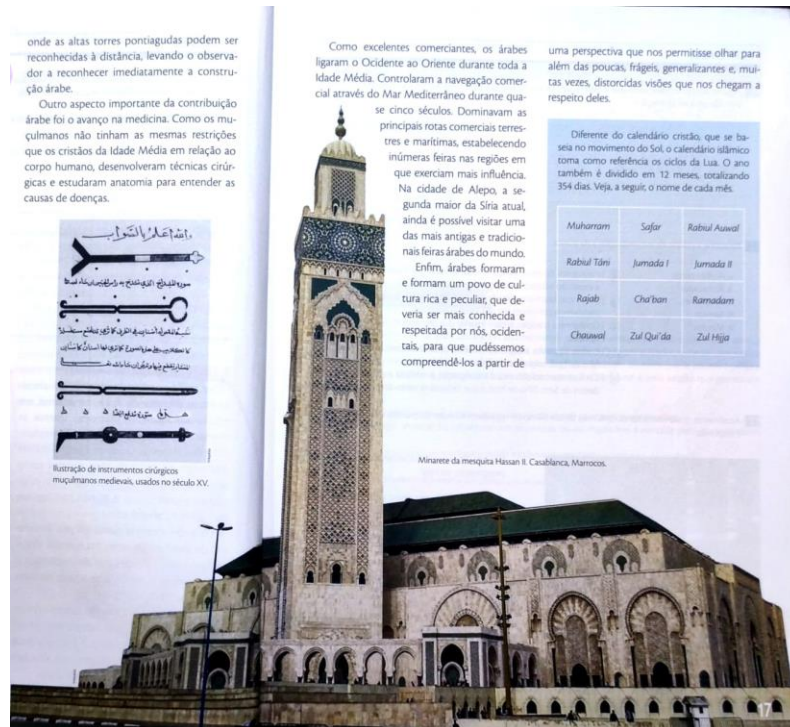 onde as altas torres pontiagudas podem ser
reconhecidas à distância, levando o observa-
dor a reconhecer imediatamente a constru-
ção árabe.
Outro aspecto importante da contribuição
árabe foi o avanço na medicina. Como os mu-
çulmanos não tinham as mesmas restrições
que os cristãos da Idade Média em relação ao
corpo humano, desenvolveram técnicas cirúr-
gicas e estudaram anatomia para entender as
causas de doenças.
والله اعلم بالصواب
Ilustração de instrumentos cirúrgicos
muçulmanos medievais, usados no século XV.
Como excelentes comerciantes, os árabes
ligaram o Ocidente ao Oriente durante toda a
Idade Média. Controlaram a navegação comer-
cial através do Mar Mediterrâneo durante qua-
se cinco séculos. Dominavam as
principais rotas comerciais terres-
tres e marítimas, estabelecendo
inúmeras feiras nas regiões em
que exerciam mais influência.
Na cidade de Alepo, a se-
gunda maior da Síria atual,
ainda é possível visitar uma
das mais antigas e tradicio-
nais feiras árabes do mundo.
Enfim, árabes formaram
e formam um povo de cul-
tura rica e peculiar, que de-
veria ser mais conhecida e
respeitada por nós, ociden-
tais, para que pudéssemos
compreendê-los a partir de
uma perspectiva que nos permitisse olhar para
além das poucas, frágeis, generalizantes e, mui-
tas vezes, distorcidas visões que nos chegam a
respeito deles.
Diferente do calendário cristão, que se ba-
seia no movimento do Sol, o calendário islâmico
toma como referência os ciclos da Lua. O ano
também é dividido em 12 meses, totalizando
354 dias. Veja, a seguir, o nome de cada mês.
Muharram Safar Rabiul Auwal
Rabiul Táni Jumada I Jumada II
Rajab Cha'ban Ramadam
Chauwal Zul Qui'da Zul Hijja
Minarete da mesquita Hassan II. Casablanca, Marrocos.
17